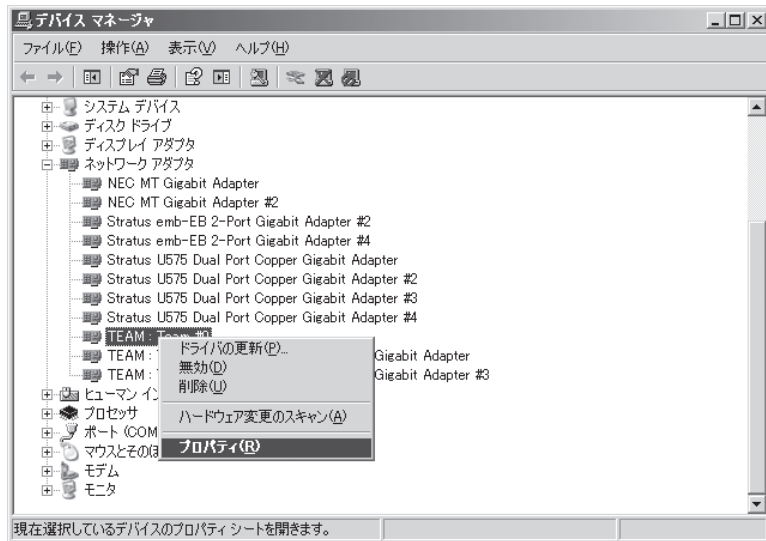 デバイス マネージャ
ファイル(F) 操作(A) 表示(V) ヘルプ(H)
システム デバイス
ディスク ドライブ
ディスプレイ アダプタ
ネットワーク アダプタ
NEC MT Gigabit Adapter
NEC MT Gigabit Adapter #2
Stratus emb-EB 2-Port Gigabit Adapter #2
Stratus emb-EB 2-Port Gigabit Adapter #4
Stratus U575 Dual Port Copper Gigabit Adapter
Stratus U575 Dual Port Copper Gigabit Adapter #2
Stratus U575 Dual Port Copper Gigabit Adapter #3
Stratus U575 Dual Port Copper Gigabit Adapter #4
TEAM : Team #0
TEAM : Gigabit Adapter
TEAM : Gigabit Adapter #3
ヒューマン イン
プロセッサ
ポート (COM
マウスとそのほ
モデム
モニタ
ドライバの更新(P)...
無効(D)
削除(U)
ハードウェア変更のスキャン(A)
プロパティ(R)
現在選択しているデバイスのプロパティ シートを開きます。